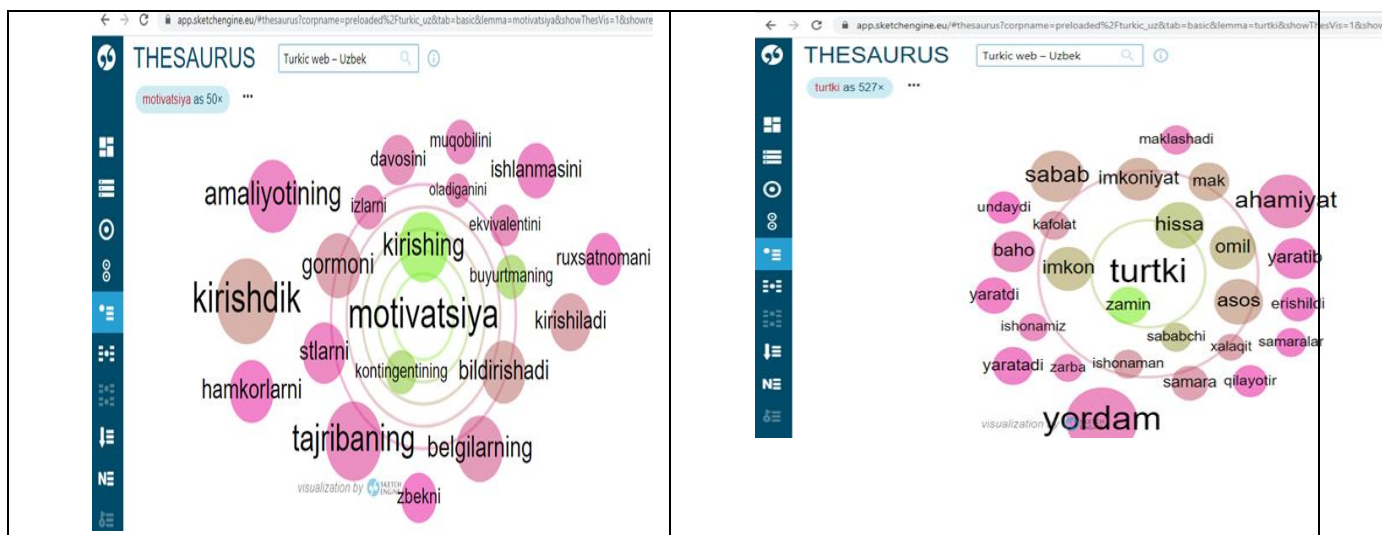 app.sketchengine.eu/#thesaurus?corpname=preloaded%2Fturkic_uz&tab=basic&lemma=motivatsiya&showThesVis=1&showre
THESAURUS
Turkic web – Uzbek
motivatsiya as 50×
muqobilini
davosini
ishlanmasini
oladiganini
amaliyotining
izlarni
ekvivalentini
kirishing
gormoni
ruxsatnomani
buyurtmaning
kirishdik
motivatsiya
kirishiladi
stlarni
kontingentining
bildirishadi
hamkorlarni
tajribaning
belgilarning
visualization by SKETCH ENGINE
zbekni
app.sketchengine.eu/#thesaurus?corpname=preloaded%2Fturkic_uz&tab=basic&lemma=turtki&showThesVis=1&show
THESAURUS
Turkic web – Uzbek
turtki as 527×
maklashadi
sabab
imkoniyat
mak
ahamiyat
undaydi
kafolat
hissa
baho
omil
yaratib
imkon
turtki
yaratdi
zamin
asos
erishildi
ishonamiz
sababchi
xalaqit
samaralar
yaratadi
zarba
ishonaman
samara
qilayotir
yordam
visualization by